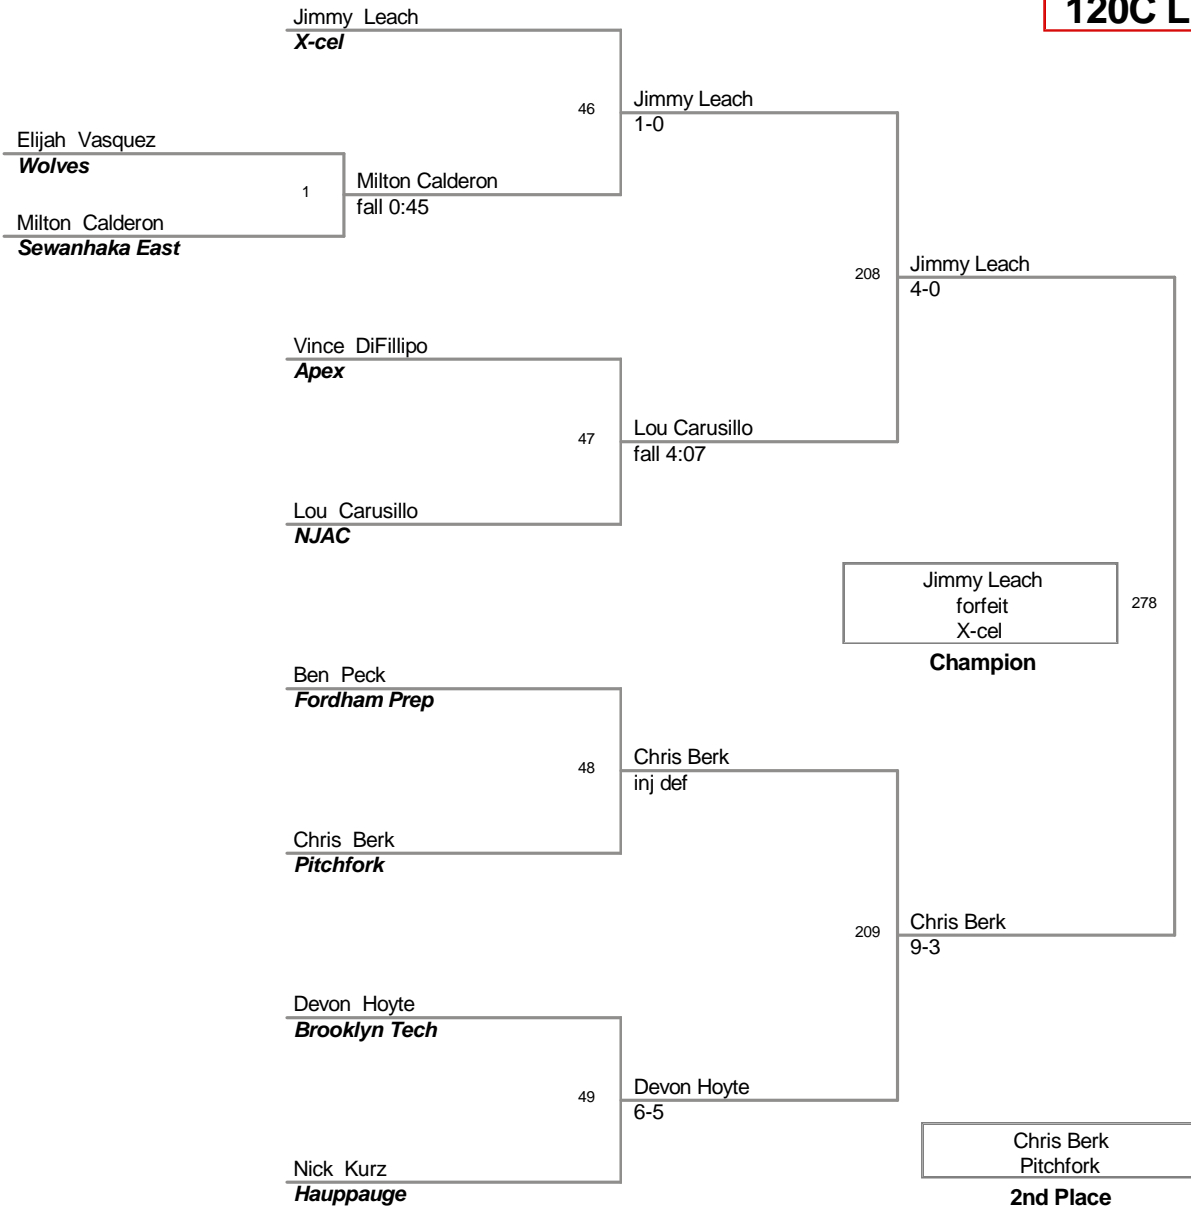 120C L
Jimmy Leach
X-cel
46
Jimmy Leach
1-0
Elijah Vasquez
Wolves
1
Milton Calderon
fall 0:45
Milton Calderon
Sewanhaka East
208
Jimmy Leach
4-0
Vince DiFillipo
Apex
47
Lou Carusillo
fall 4:07
Lou Carusillo
NJAC
Jimmy Leach
forfeit
X-cel
278
Champion
Ben Peck
Fordham Prep
48
Chris Berk
inj def
Chris Berk
Pitchfork
209
Chris Berk
9-3
Devon Hoyte
Brooklyn Tech
49
Devon Hoyte
6-5
Nick Kurz
Hauppauge
Chris Berk
Pitchfork
2nd Place